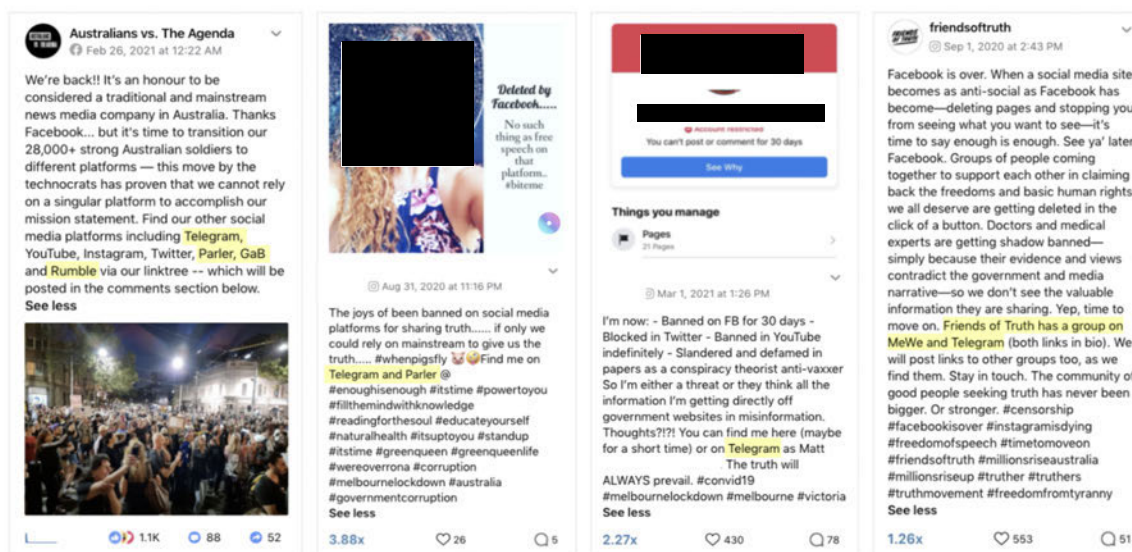 Australians vs. The Agenda
Feb 26, 2021 at 12:22 AM
We're back!! It's an honour to be
considered a traditional and mainstream
news media company in Australia. Thanks
Facebook... but it's time to transition our
28,000+ strong Australian soldiers to
different platforms — this move by the
technocrats has proven that we cannot rely
on a singular platform to accomplish our
mission statement. Find our other social
media platforms including Telegram,
YouTube, Instagram, Twitter, Parler, GaB
and Rumble via our linktree -- which will be
posted in the comments section below.
See less
1.1K
88
52
Deleted by
Facebook.....
No such
thing as free
speech on
that
platform..
#biteme
Aug 31, 2020 at 11:16 PM
The joys of been banned on social media
platforms for sharing truth...... if only we
could rely on mainstream to give us the
truth..... #whenpigsfly 🐷🤣Find me on
Telegram and Parler @
#enoughisenough #itstime #powertoyou
#fillthemindwithknowledge
#readingforthesoul #educateyourself
#naturalhealth #itsuptoyou #standup
#itstime #greenqueen #greenqueenlife
#wereoverrona #corruption
#melbournelockdown #australia
#governmentcorruption
See less
3.88x
26
5
Account restricted
You can't post or comment for 30 days
See Why
Things you manage
Pages
21 Pages
Mar 1, 2021 at 1:26 PM
I'm now: - Banned on FB for 30 days -
Blocked in Twitter - Banned in YouTube
indefinitely - Slandered and defamed in
papers as a conspiracy theorist anti-vaxxer
So I'm either a threat or they think all the
information I'm getting directly off
government websites in misinformation.
Thoughts?!?! You can find me here (maybe
for a short time) or on Telegram as Matt
The truth will
ALWAYS prevail. #convid19
#melbournelockdown #melbourne #victoria
See less
2.27x
430
78
friendsoftruth
Sep 1, 2020 at 2:43 PM
Facebook is over. When a social media site
becomes as anti-social as Facebook has
become—deleting pages and stopping you
from seeing what you want to see—it's
time to say enough is enough. See ya' later
Facebook. Groups of people coming
together to support each other in claiming
back the freedoms and basic human rights
we all deserve are getting deleted in the
click of a button. Doctors and medical
experts are getting shadow banned—
simply because their evidence and views
contradict the government and media
narrative—so we don't see the valuable
information they are sharing. Yep, time to
move on. Friends of Truth has a group on
MeWe and Telegram (both links in bio). We
will post links to other groups too, as we
find them. Stay in touch. The community of
good people seeking truth has never been
bigger. Or stronger. #censorship
#facebookisover #instagramisdying
#freedomofspeech #timetomoveon
#friendsoftruth #millionsriseaustralia
#millionsriseup #truther #truthers
#truthmovement #freedomfromtyranny
See less
1.26x
553
51